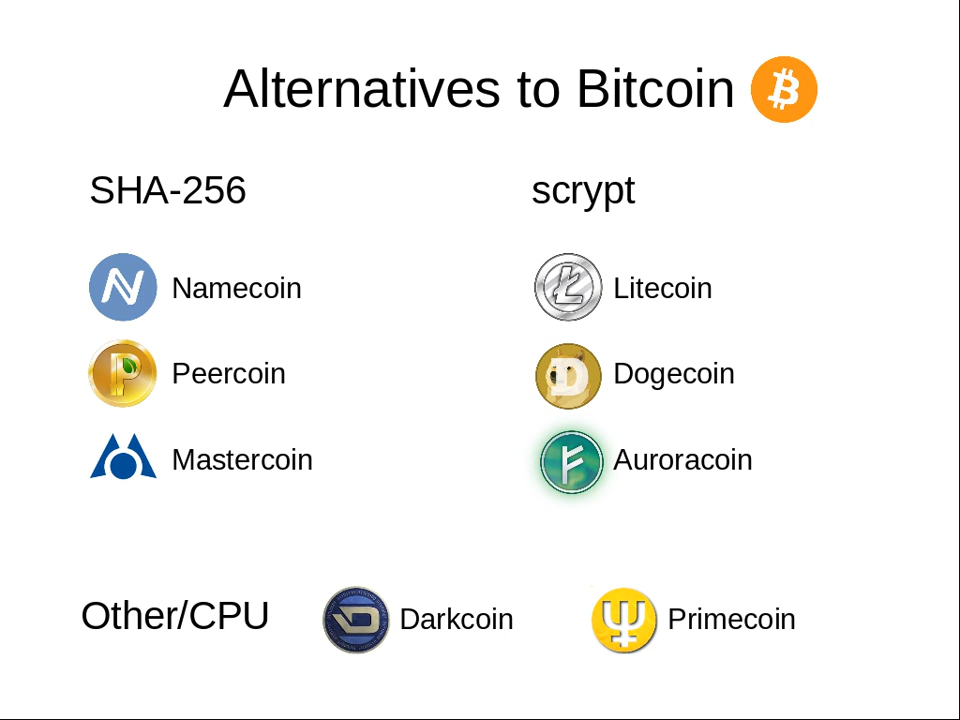 Alternatives to Bitcoin
SHA-256
Namecoin
Peercoin
Mastercoin
scrypt
Litecoin
Dogecoin
Auroracoin
Other/CPU
Darkcoin
Primecoin